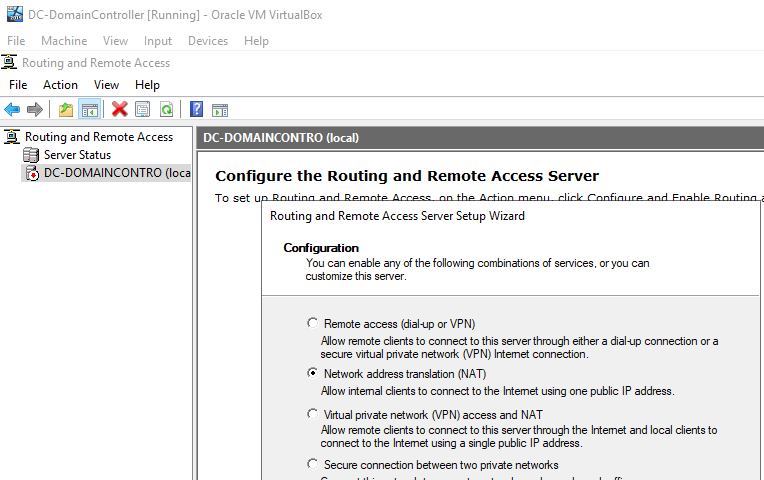 DC-DomainController [Running] - Oracle VM VirtualBox
File Machine View Input Devices Help
Routing and Remote Access
File Action View Help
Routing and Remote Access
Server Status
DC-DOMAINCONTRO (loca
DC-DOMAINCONTRO (local)
Configure the Routing and Remote Access Server
To set up Routing and Remote Access, on the Action menu, click Configure and Enable Routing a
Routing and Remote Access Server Setup Wizard
Configuration
You can enable any of the following combinations of services, or you can
customize this server.
Remote access (dial-up or VPN)
Allow remote clients to connect to this server through either a dial-up connection or a
secure virtual private network (VPN) Internet connection.
Network address translation (NAT)
Allow internal clients to connect to the Internet using one public IP address.
Virtual private network (VPN) access and NAT
Allow remote clients to connect to this server through the Internet and local clients to
connect to the Internet using a single public IP address.
Secure connection between two private networks